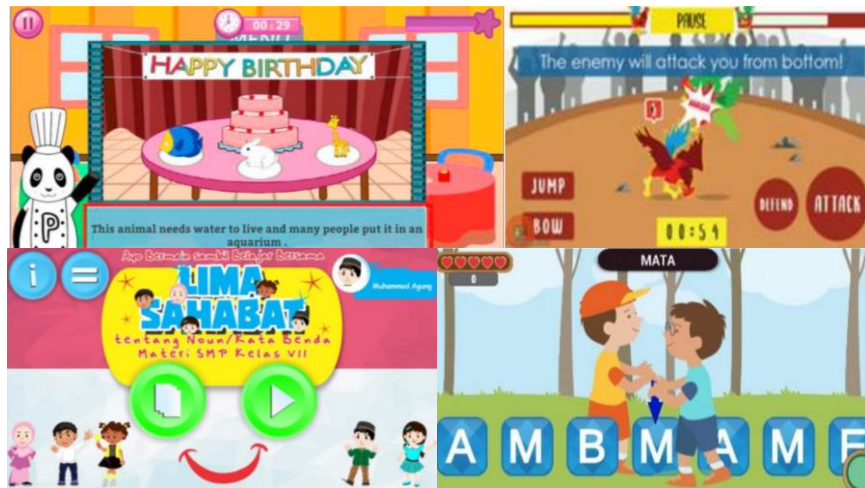 00:29
HAPPY BIRTHDAY
P
This animal needs water to live and many people put it in an
aquarium .
PAUSE
The enemy will attack you from bottom!
JUMP
BOW
DEFEND
ATTACK
00:54
Ayo Bermain sambil Belajar Bersama
i
LIMA
SAHABAT
tentang Noun/Kata Benda
Materi SMP Kelas VII
Muhammad Agung
MATA
0
A M B M A M